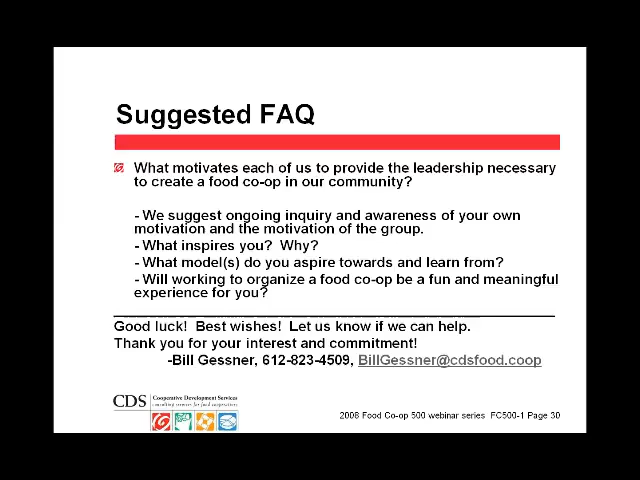 Suggested FAQ
What motivates each of us to provide the leadership necessary
to create a food co-op in our community?
- We suggest ongoing inquiry and awareness of your own
motivation and the motivation of the group.
- What inspires you?  Why?
- What model(s) do you aspire towards and learn from?
- Will working to organize a food co-op be a fun and meaningful
experience for you?
Good luck!  Best wishes!  Let us know if we can help.
Thank you for your interest and commitment!
-Bill Gessner, 612-823-4509, BillGessner@cdsfood.coop
CDS Cooperative Development Services
consulting services for food cooperatives
2008 Food Co-op 500 webinar series  FC500-1 Page 30